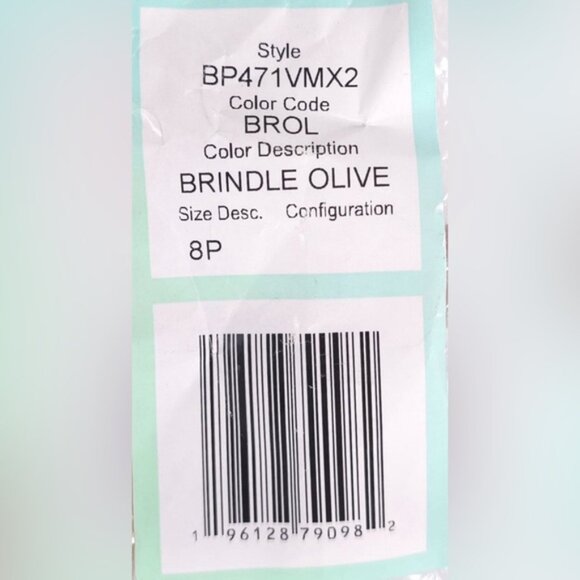 Style
BP471VMX2
Color Code
BROL
Color Description
BRINDLE OLIVE
Size Desc. Configuration
8P
1 96128 79098 2